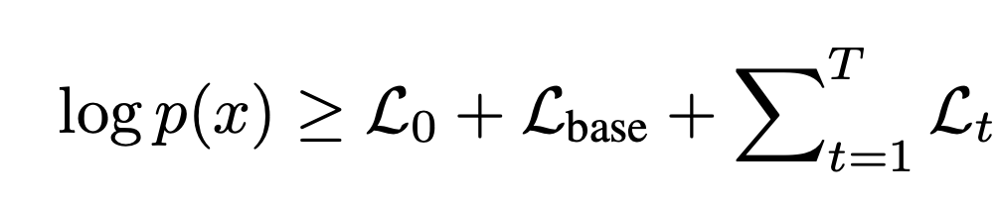 log p(x) ≥ ℒ₀ + ℒ_base + ∑_{t=1}^{T} ℒ_t